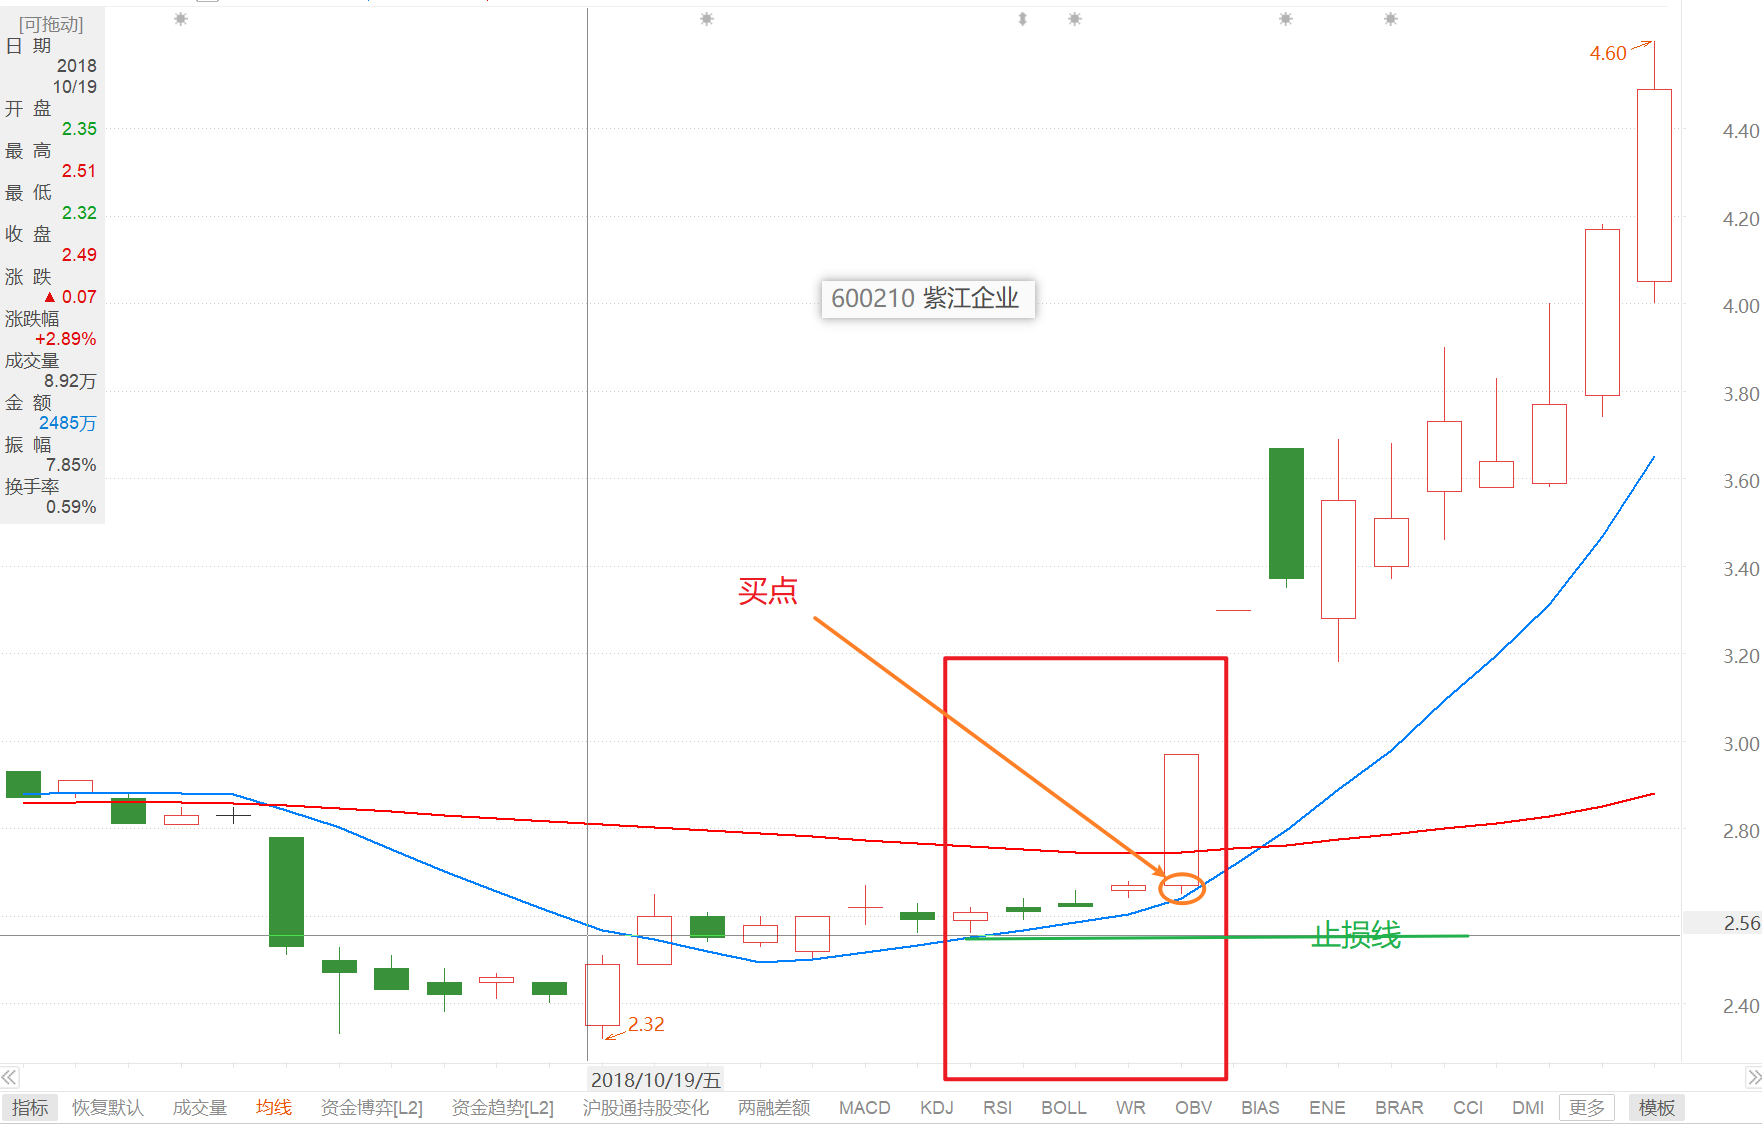 [可拖动]
日 期
2018
10/19
开 盘
2.35
最 高
2.51
最 低
2.32
收 盘
2.49
涨 跌
▲ 0.07
涨跌幅
+2.89%
成交量
8.92万
金 额
2485万
振 幅
7.85%
换手率
0.59%
4.60
4.40
4.20
600210 紫江企业
4.00
3.80
3.60
3.40
买点
3.20
3.00
2.80
2.56
止损线
2.40
2.32
2018/10/19/五
指标 恢复默认 成交量 均线 资金博弈[L2] 资金趋势[L2] 沪股通持股变化 两融差额 MACD KDJ RSI BOLL WR OBV BIAS ENE BRAR CCI DMI 更多 模板